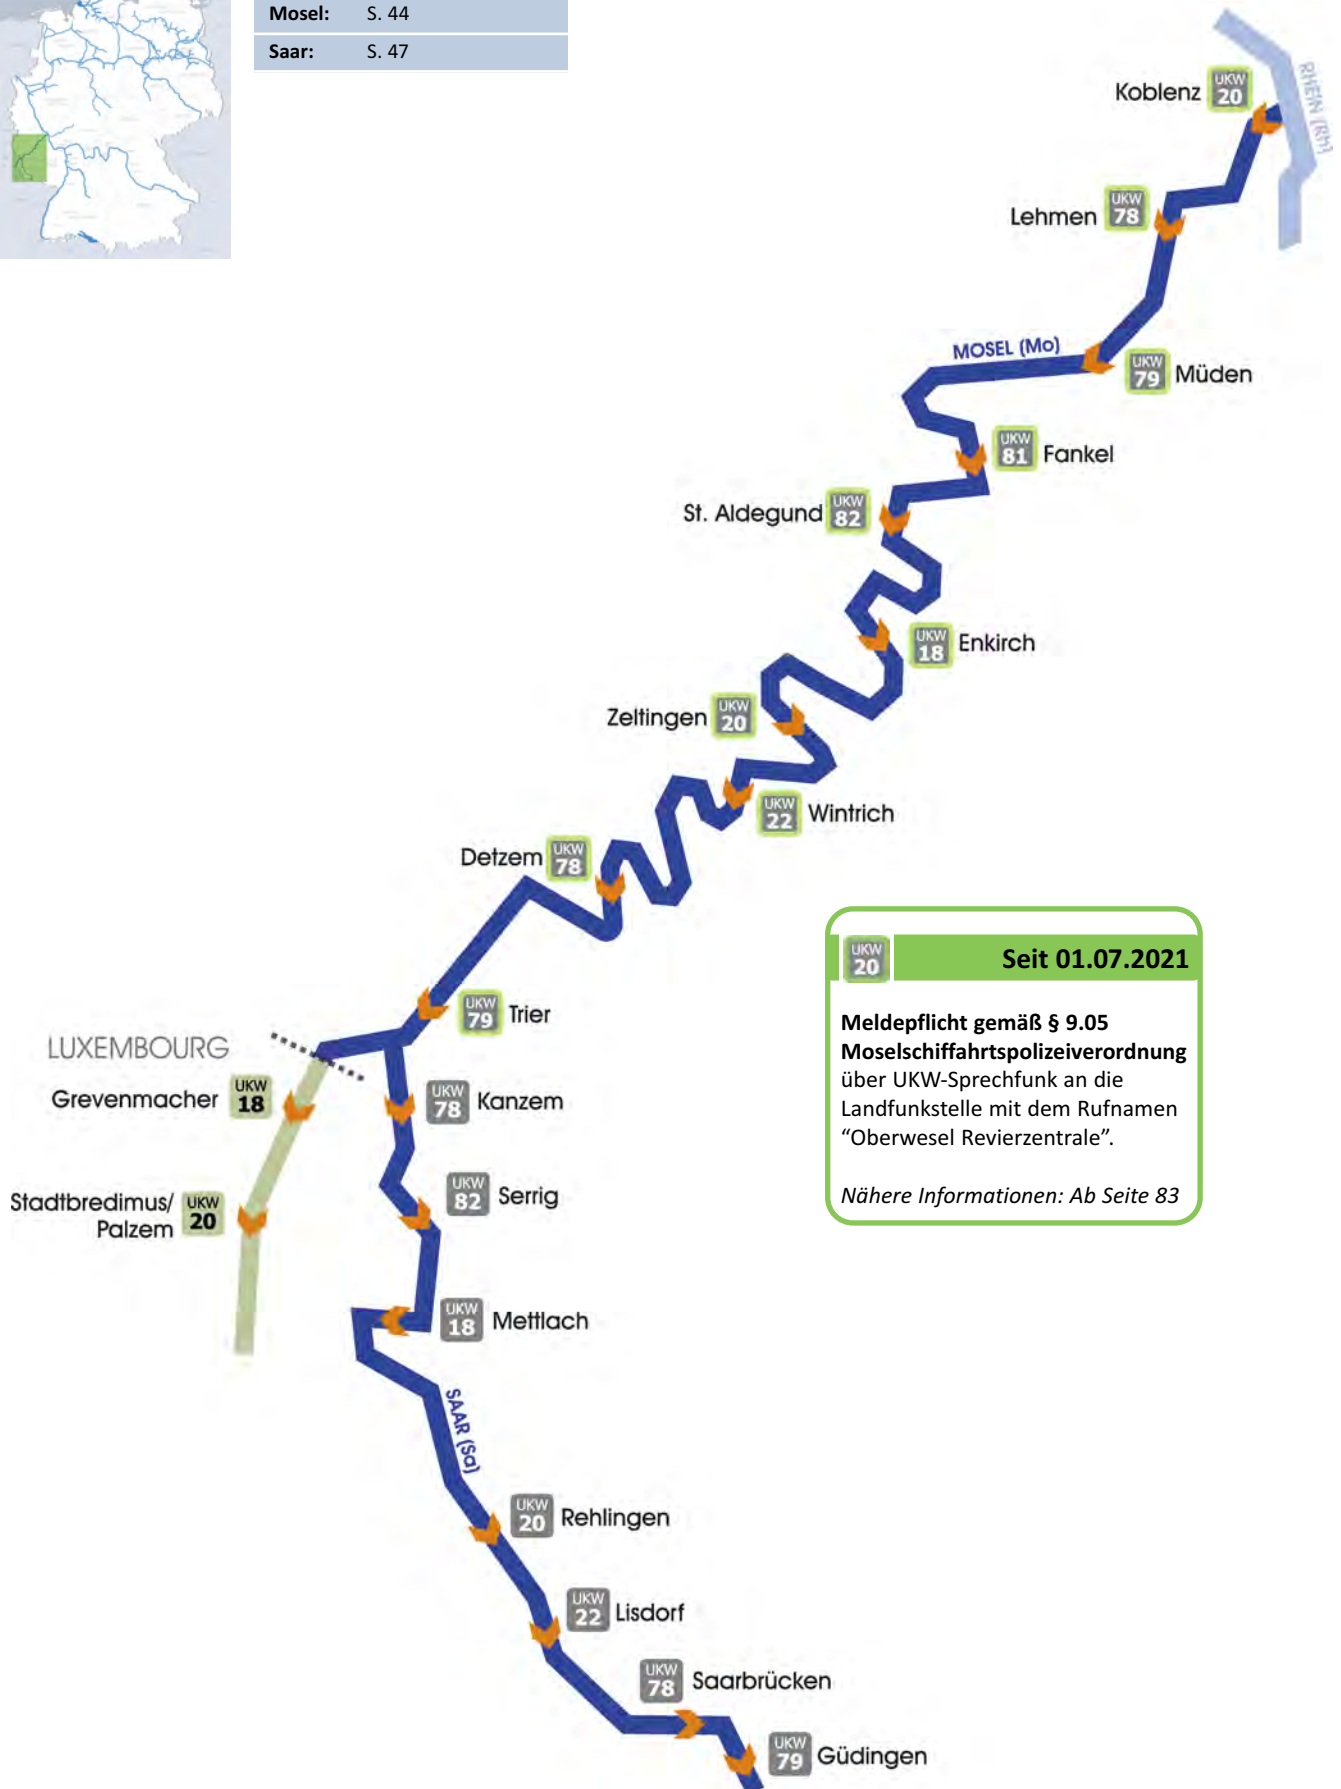 Mosel: S. 44
Saar: S. 47
RHEIN (Rh)
Koblenz UKW 20
Lehmen UKW 78
MOSEL (Mo)
UKW 79 Müden
UKW 81 Fankel
St. Aldegund UKW 82
UKW 18 Enkirch
Zeltingen UKW 20
UKW 22 Wintrich
Detzem UKW 78
UKW 20 Seit 01.07.2021
Meldepflicht gemäß § 9.05
Moselschiffahrtspolizeiverordnung
über UKW-Sprechfunk an die
Landfunkstelle mit dem Rufnamen
“Oberwesel Revierzentrale”.
Nähere Informationen: Ab Seite 83
UKW 79 Trier
LUXEMBOURG
Grevenmacher UKW 18
UKW 78 Kanzem
Stadtbredimus/
Palzem UKW 20
UKW 82 Serrig
UKW 18 Mettlach
SAAR (Sa)
UKW 20 Rehlingen
UKW 22 Lisdorf
UKW 78 Saarbrücken
UKW 79 Güdingen